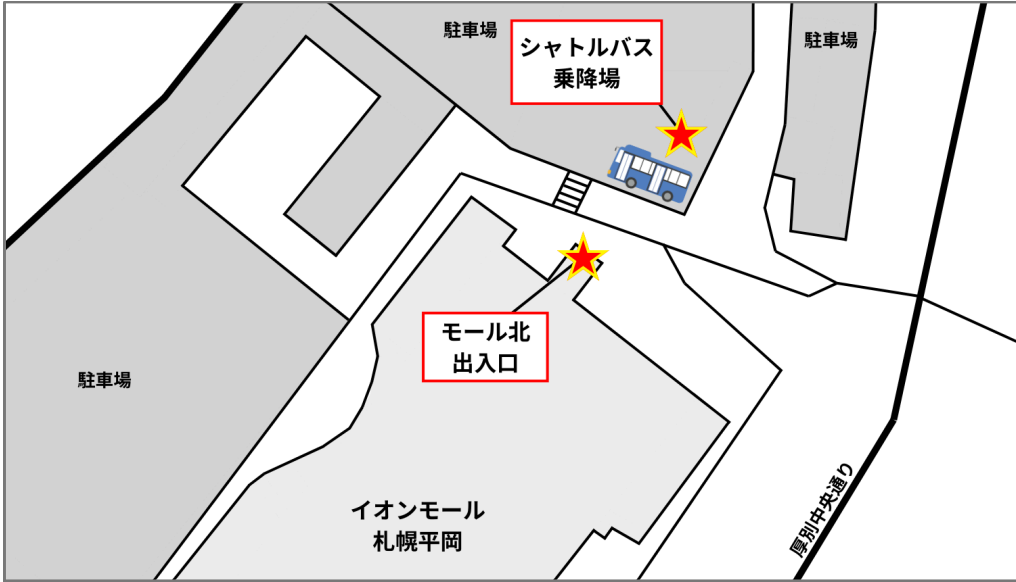 駐車場
シャトルバス
乗降場
駐車場
モール北
出入口
駐車場
イオンモール
札幌平岡
厚別中央通り